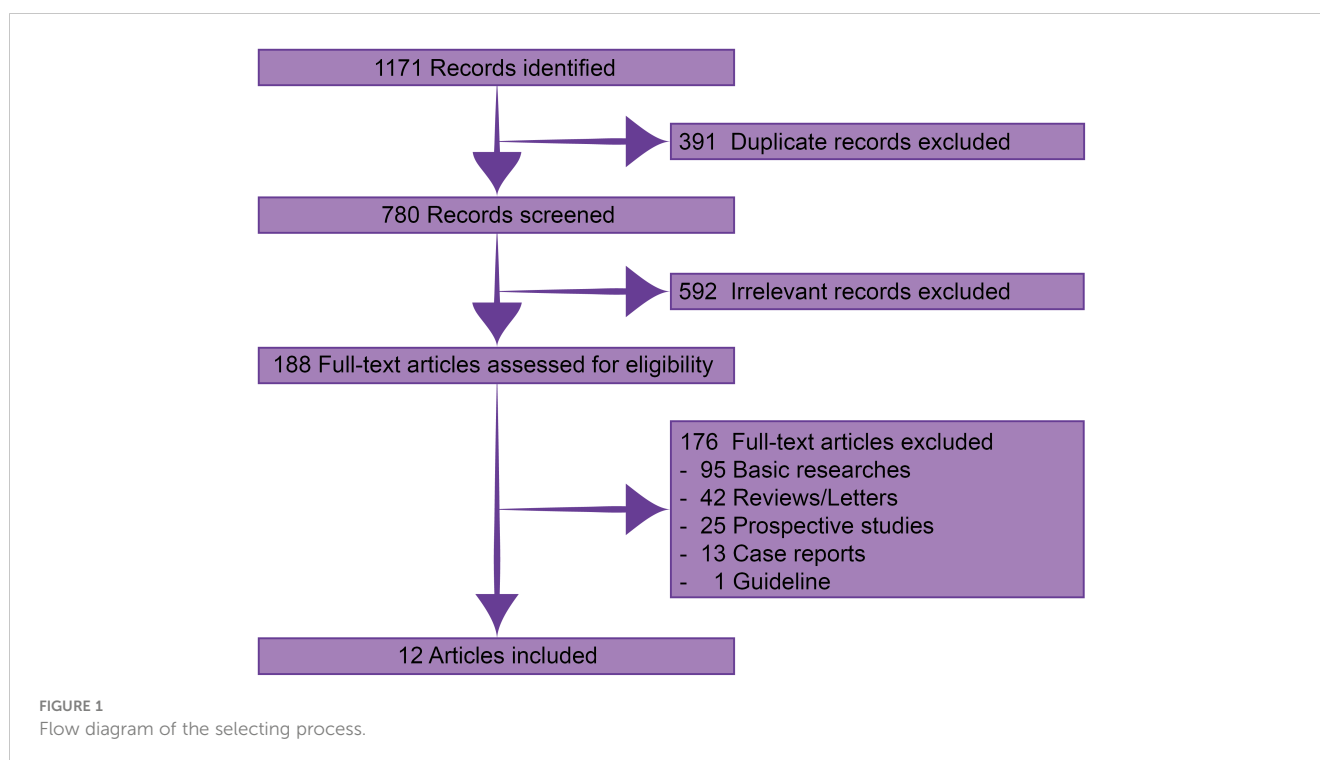 1171 Records identified
391 Duplicate records excluded
780 Records screened
592 Irrelevant records excluded
188 Full-text articles assessed for eligibility
176 Full-text articles excluded
- 95 Basic researches
- 42 Reviews/Letters
- 25 Prospective studies
- 13 Case reports
- 1 Guideline
12 Articles included
FIGURE 1
Flow diagram of the selecting process.